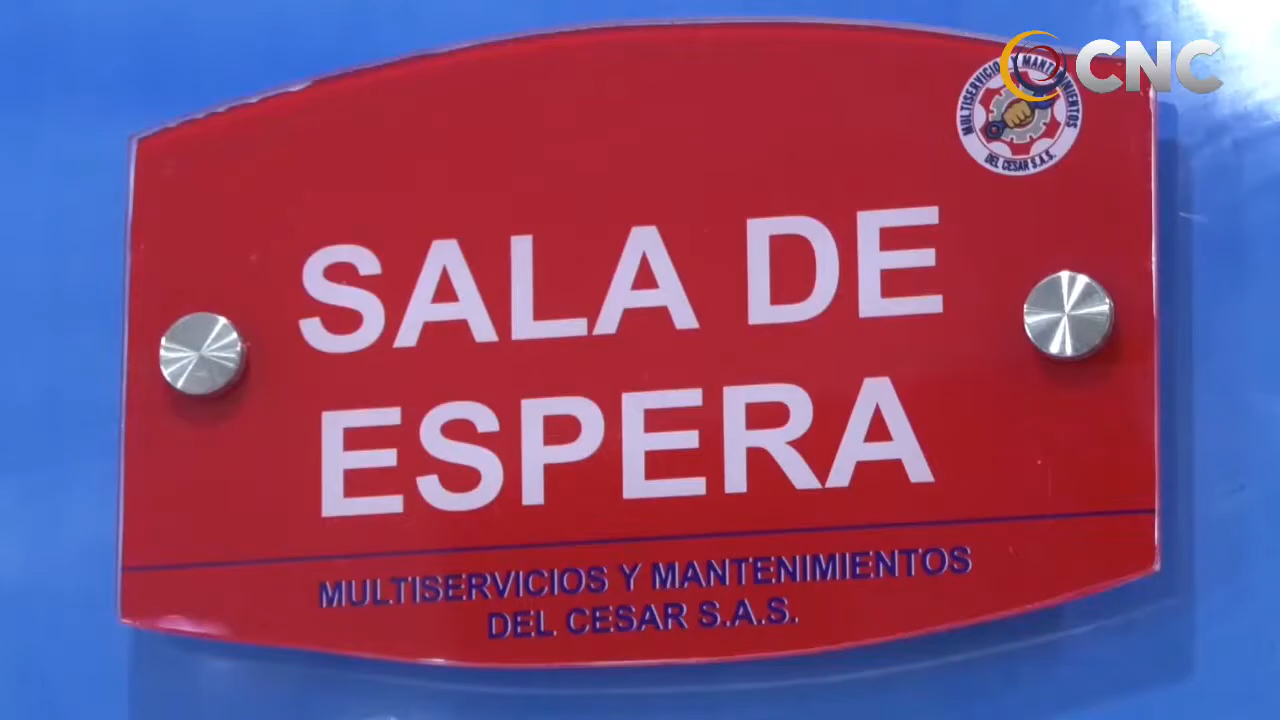 CNC
MULTISERVICIOS Y MANTENIMIENTOS
DEL CESAR S.A.S.
SALA DE
ESPERA
MULTISERVICIOS Y MANTENIMIENTOS
DEL CESAR S.A.S.